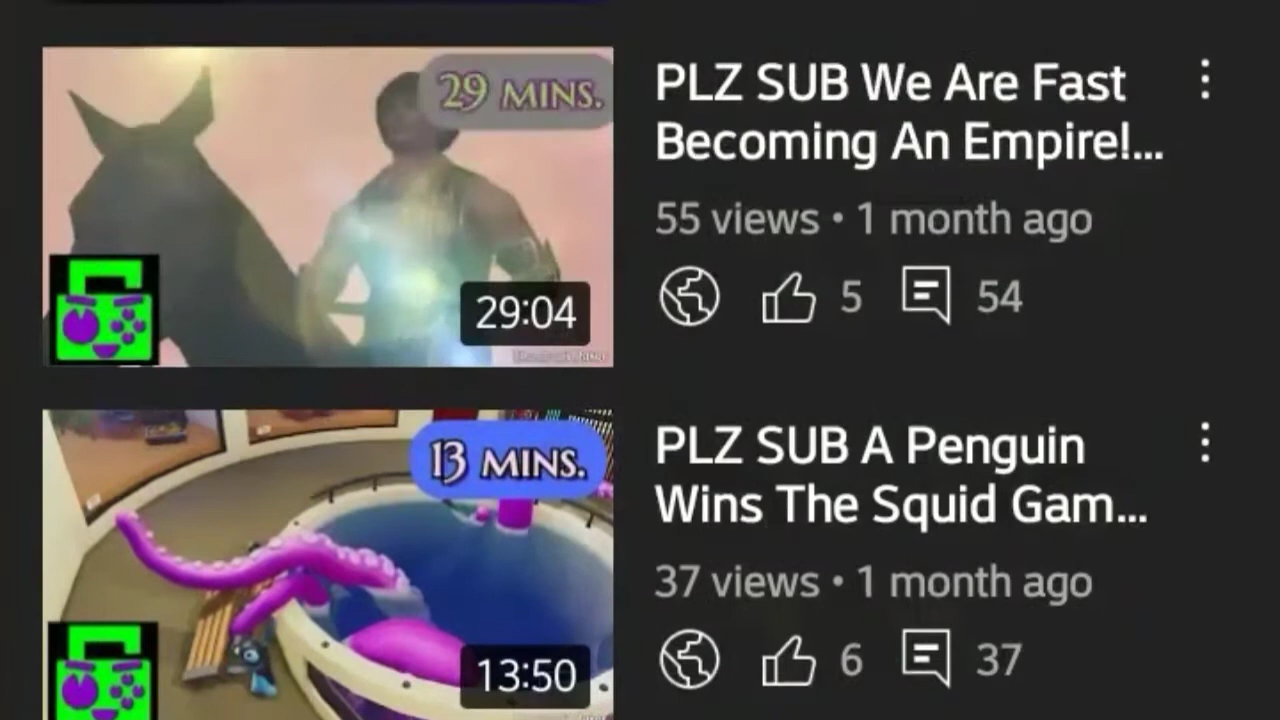 29 MINS.
29:04
PLZ SUB We Are Fast
Becoming An Empire!...
55 views • 1 month ago
5
54
13 MINS.
13:50
PLZ SUB A Penguin
Wins The Squid Gam...
37 views • 1 month ago
6
37